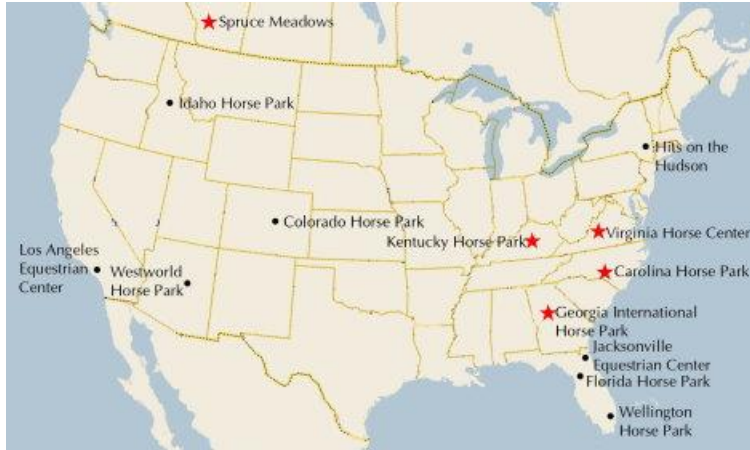 Spruce Meadows
Idaho Horse Park
Hits on the
Hudson
Colorado Horse Park
Kentucky Horse Park
Virginia Horse Center
Los Angeles
Equestrian
Center
Westworld
Horse Park
Carolina Horse Park
Georgia International
Horse Park
Jacksonville
Equestrian Center
Florida Horse Park
Wellington
Horse Park